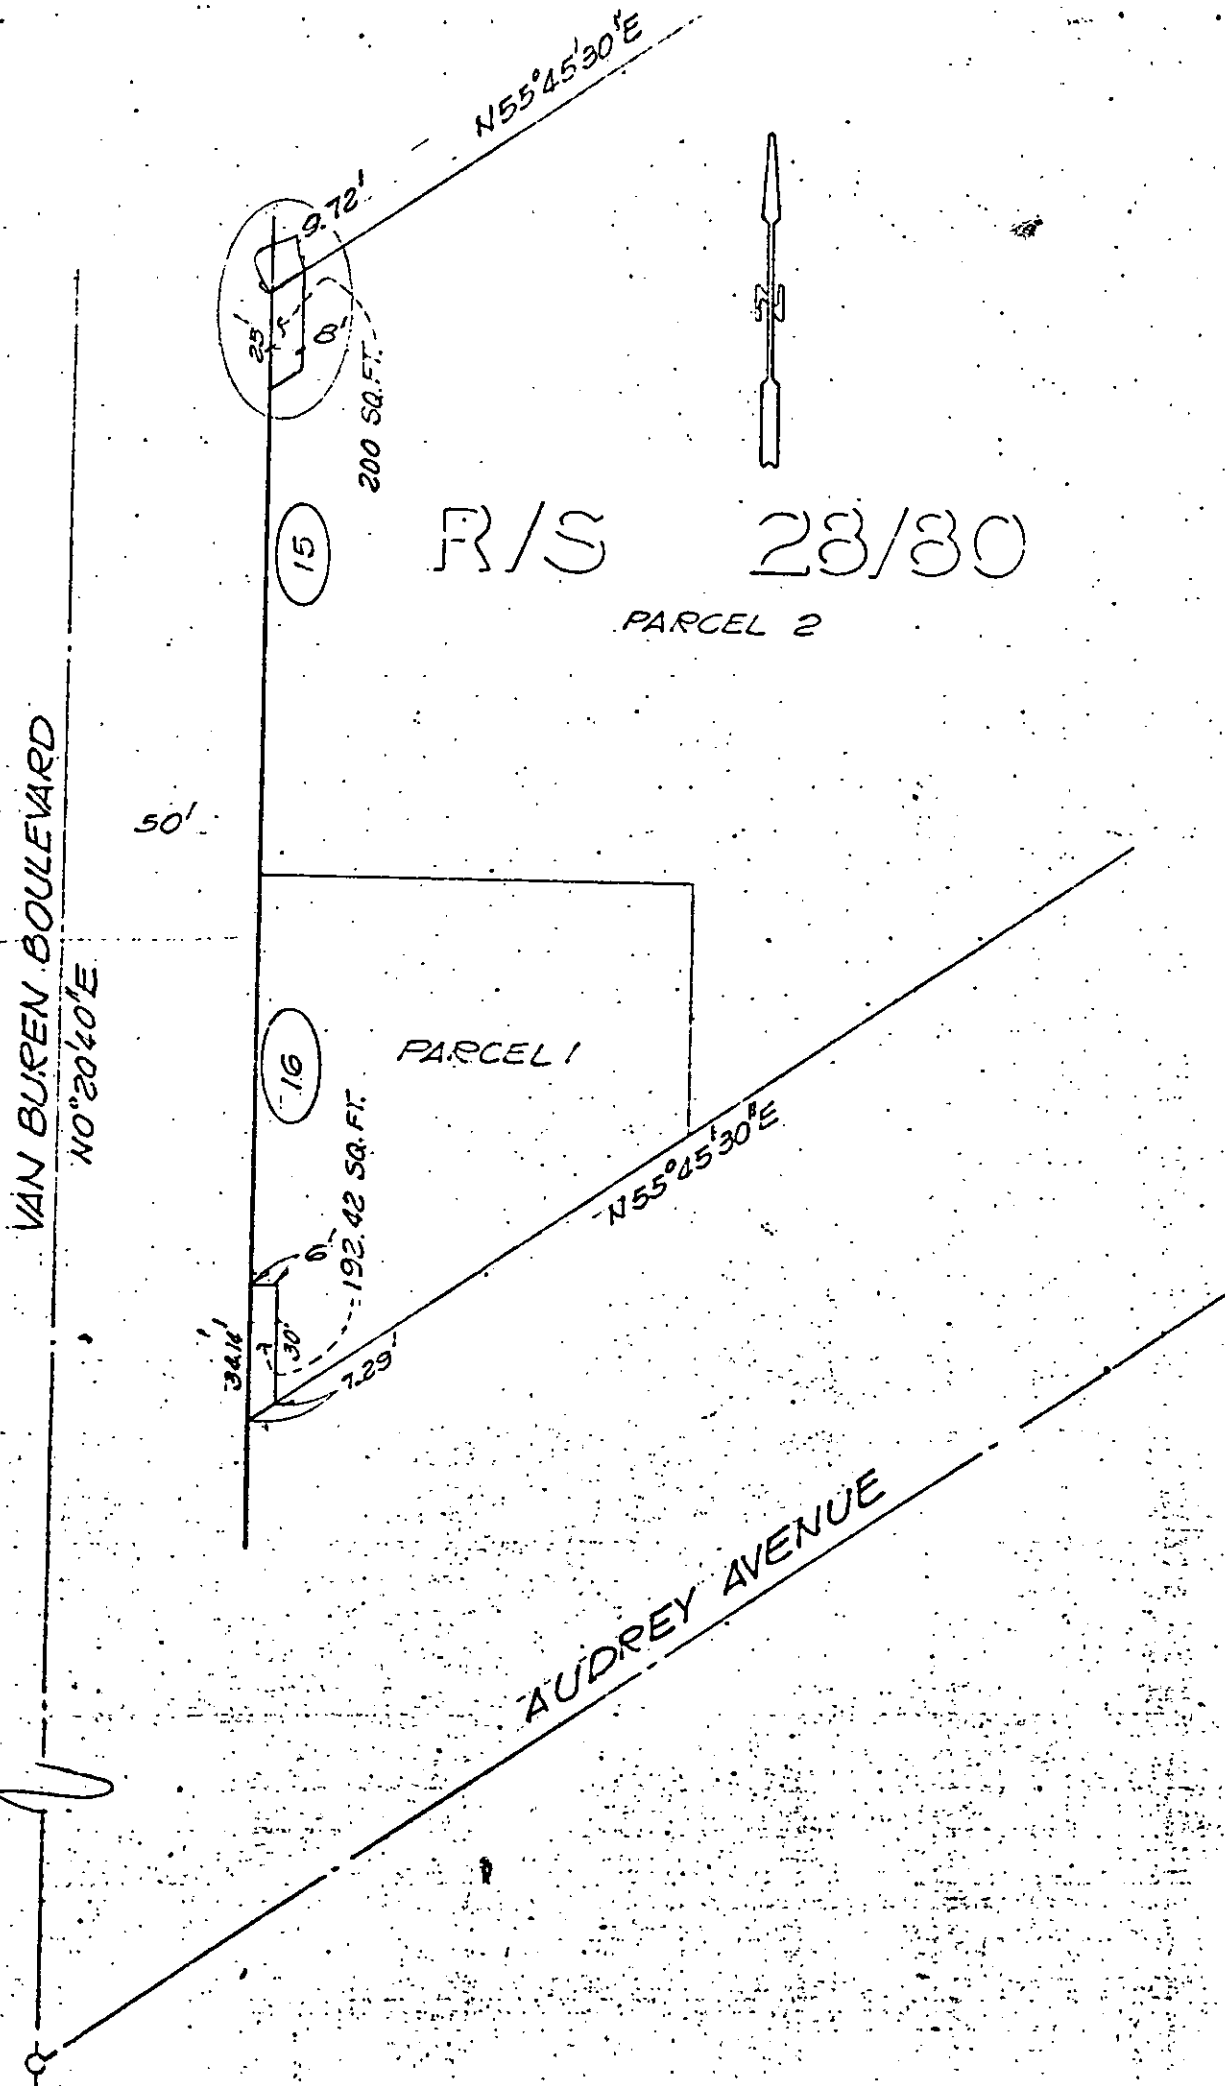 N55°45'30"E
9.72'
25'
8'
200 SQ.FT.
N
15
R/S 28/80
PARCEL 2
VAN BUREN BOULEVARD
N0°20'40"E
50'
16
PARCEL 1
6'
192.42 SQ.FT.
34.14'
30'
7.29'
N55°45'30"E
AUDREY AVENUE